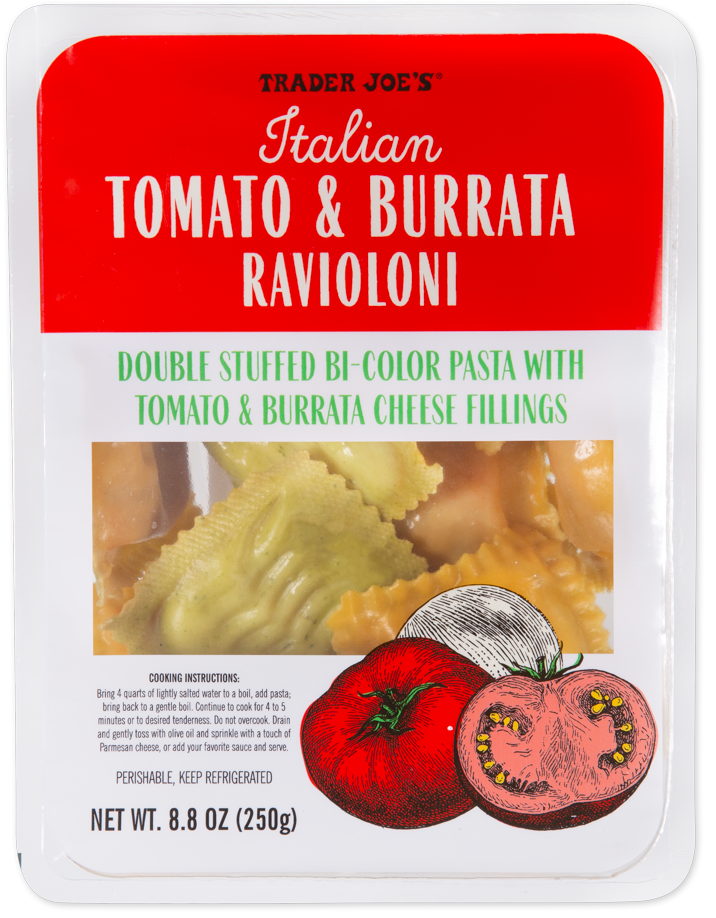 TRADER JOE'S®
Italian
TOMATO & BURRATA
RAVIOLONI
DOUBLE STUFFED BI-COLOR PASTA WITH
TOMATO & BURRATA CHEESE FILLINGS
COOKING INSTRUCTIONS:
Bring 4 quarts of lightly salted water to a boil, add pasta;
bring back to a gentle boil. Continue to cook for 4 to 5
minutes or to desired tenderness. Do not overcook. Drain
and gently toss with olive oil and sprinkle with a touch of
Parmesan cheese, or add your favorite sauce and serve.
PERISHABLE, KEEP REFRIGERATED
NET WT. 8.8 OZ (250g)